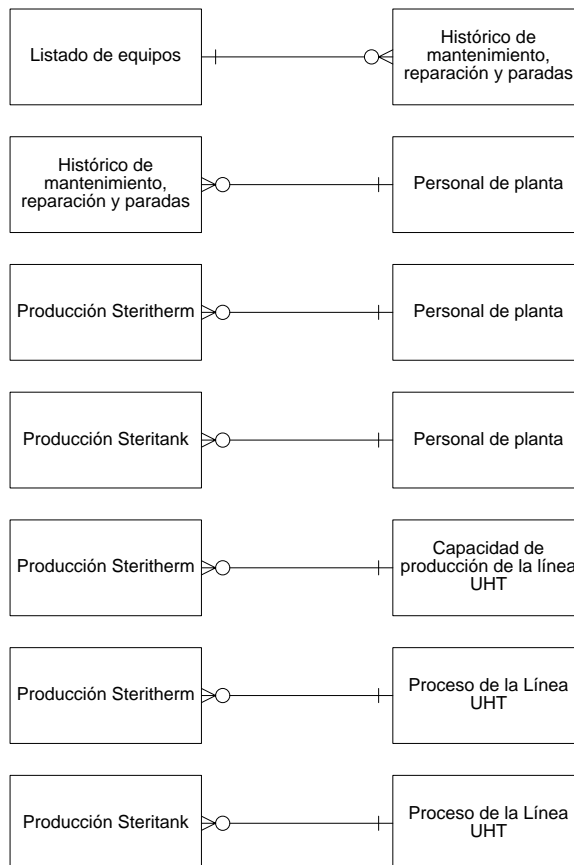 Listado de equipos
Histórico de
mantenimiento,
reparación y paradas
Histórico de
mantenimiento,
reparación y paradas
Personal de planta
Producción Steritherm
Personal de planta
Producción Steritank
Personal de planta
Producción Steritherm
Capacidad de
producción de la línea
UHT
Producción Steritherm
Proceso de la Línea
UHT
Producción Steritank
Proceso de la Línea
UHT